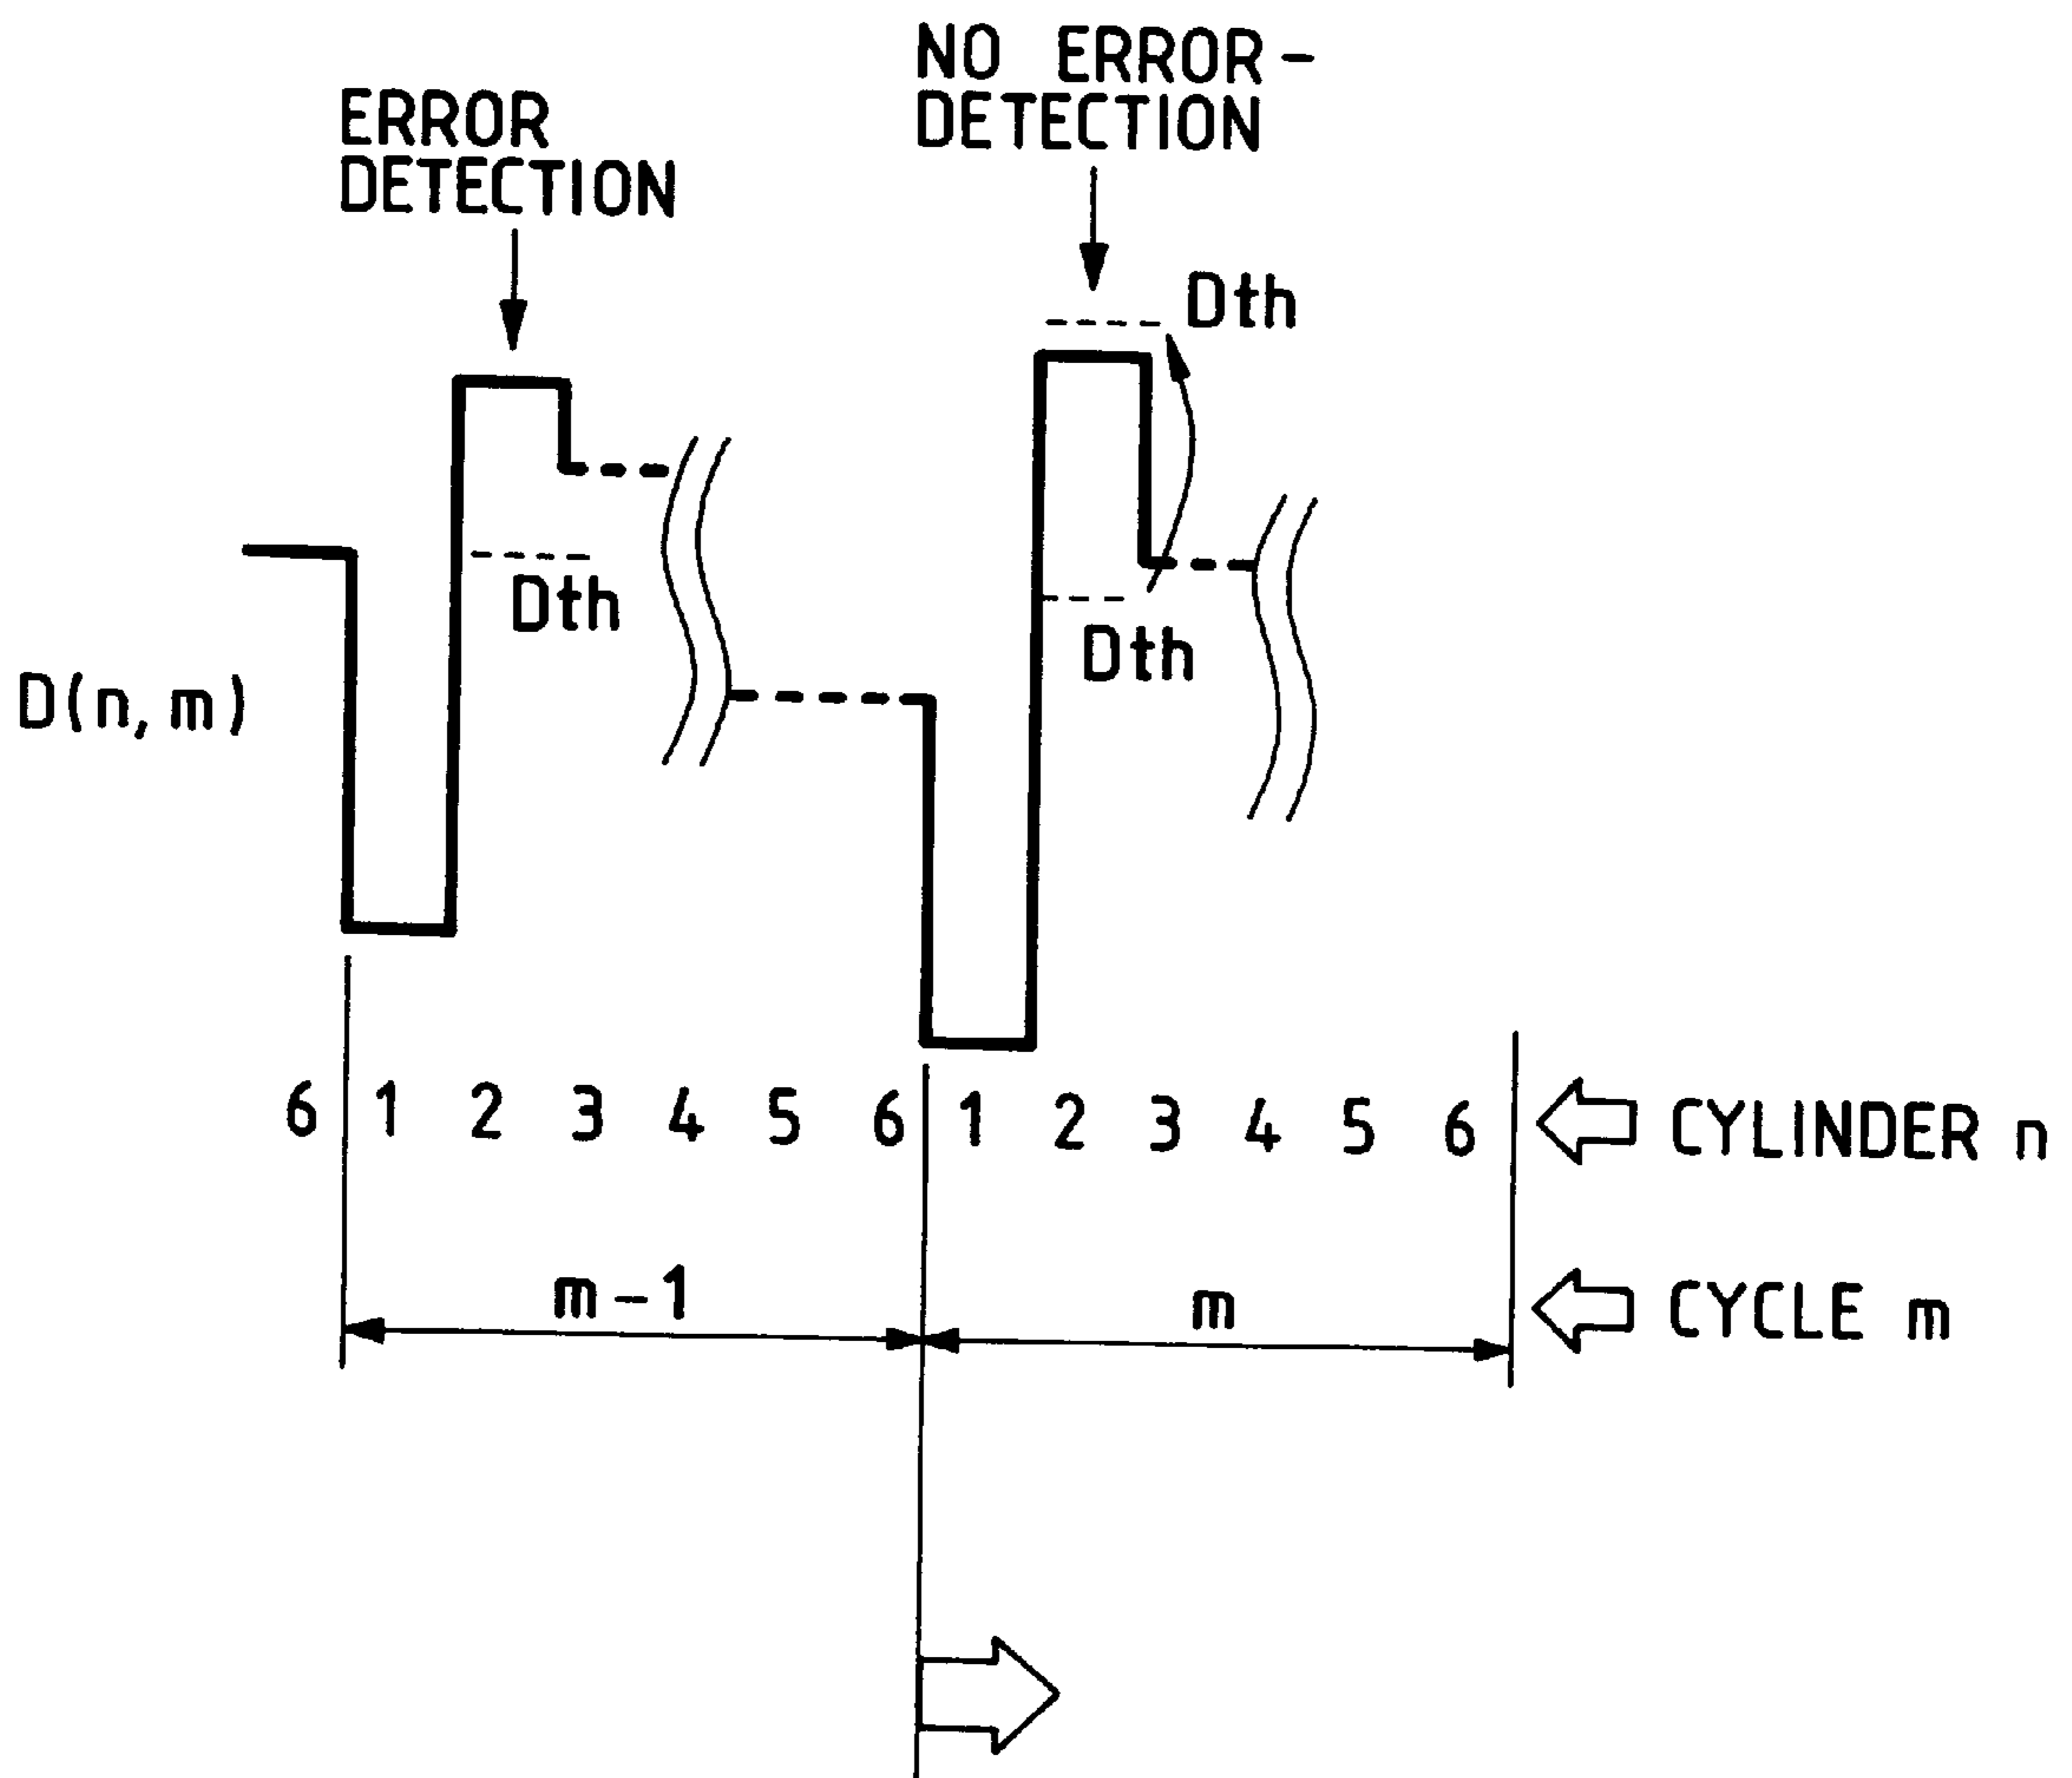 NO ERROR-
DETECTION
ERROR
DETECTION
Dth
Dth
Dth
D(n, m)
6 1 2 3 4 5 6 1 2 3 4 5 6 CYLINDER n
m-1 m CYCLE m